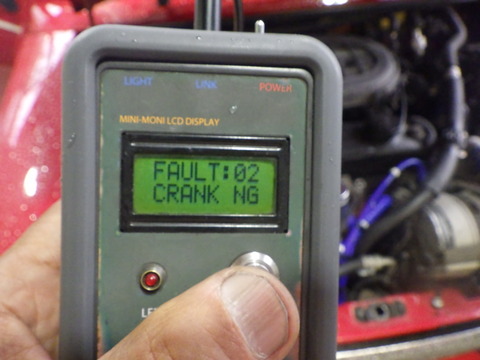 LIGHT LINK POWER
MINI-MONI LCD DISPLAY
FAULT:02
CRANK NG